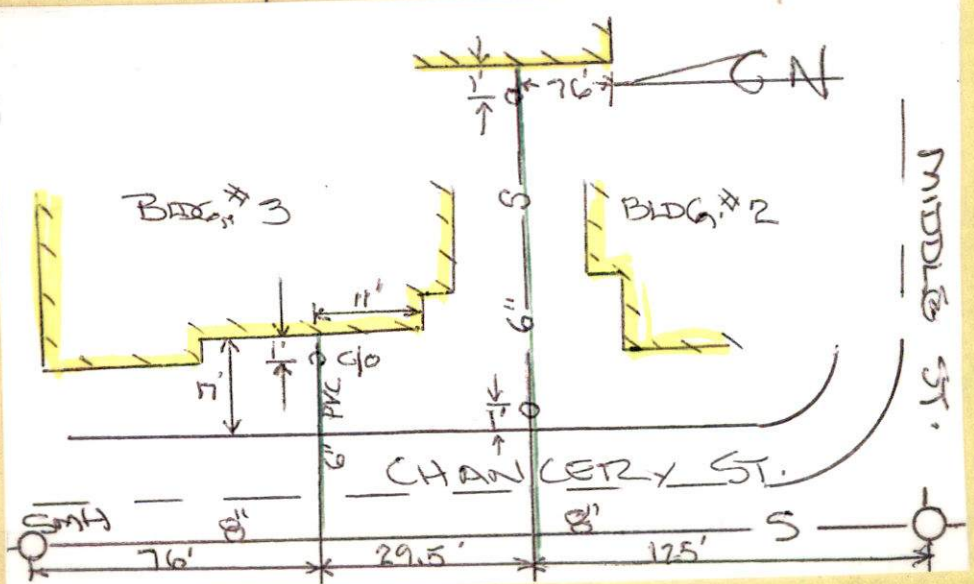 1'
76'
N
MIDDLE ST.
BLDG. # 3
BLDG. # 2
S
11'
6"
1'
C/O
17'
PVC
1'
6"
CHANCERY ST.
SMH
8"
8"
S
76'
29.5'
125'